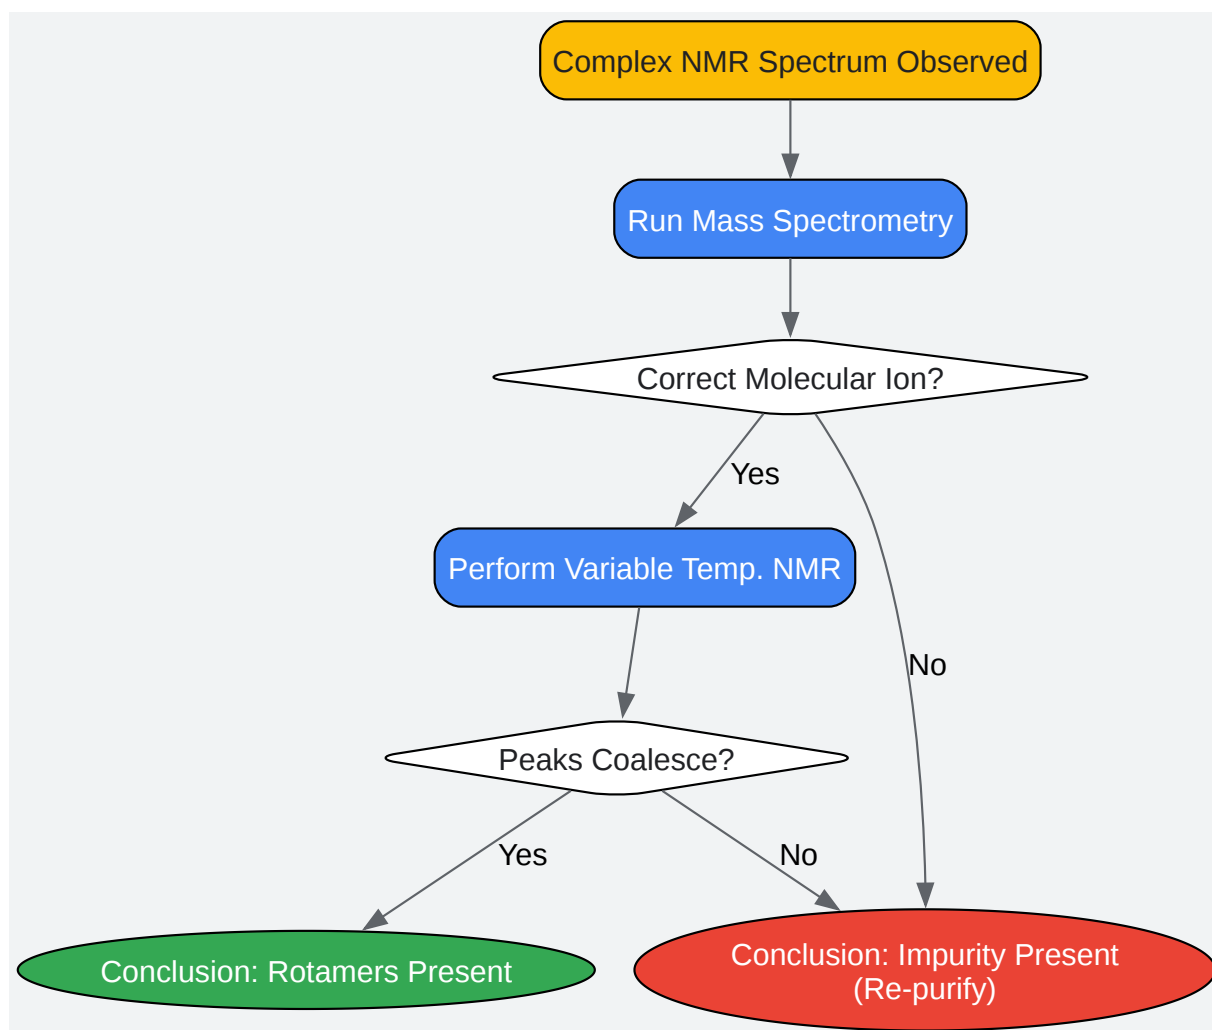 Complex NMR Spectrum Observed
Run Mass Spectrometry
Correct Molecular Ion?
Yes
Perform Variable Temp. NMR
No
Peaks Coalesce?
Yes
No
Conclusion: Rotamers Present
Conclusion: Impurity Present
(Re-purify)